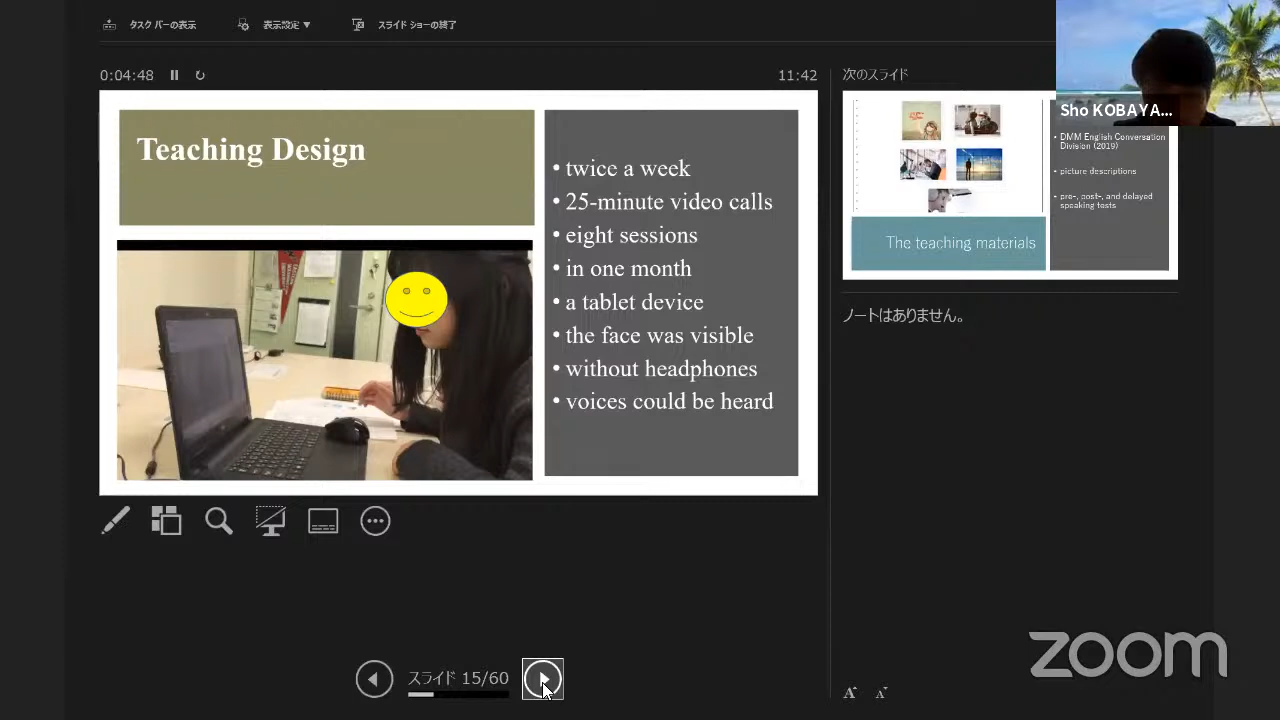 タスク バーの表示
表示設定 ▼
スライド ショーの終了
0:04:48
11:42
次のスライド
Sho KOBAYA...
Teaching Design
• twice a week
• 25-minute video calls
• eight sessions
• in one month
• a tablet device
• the face was visible
• without headphones
• voices could be heard
The teaching materials
• DMM English Conversation
Division (2019)
• picture descriptions
• pre-, cost-, and delayed
speaking tests
ノートはありません。
スライド 15/60
zoom
A A